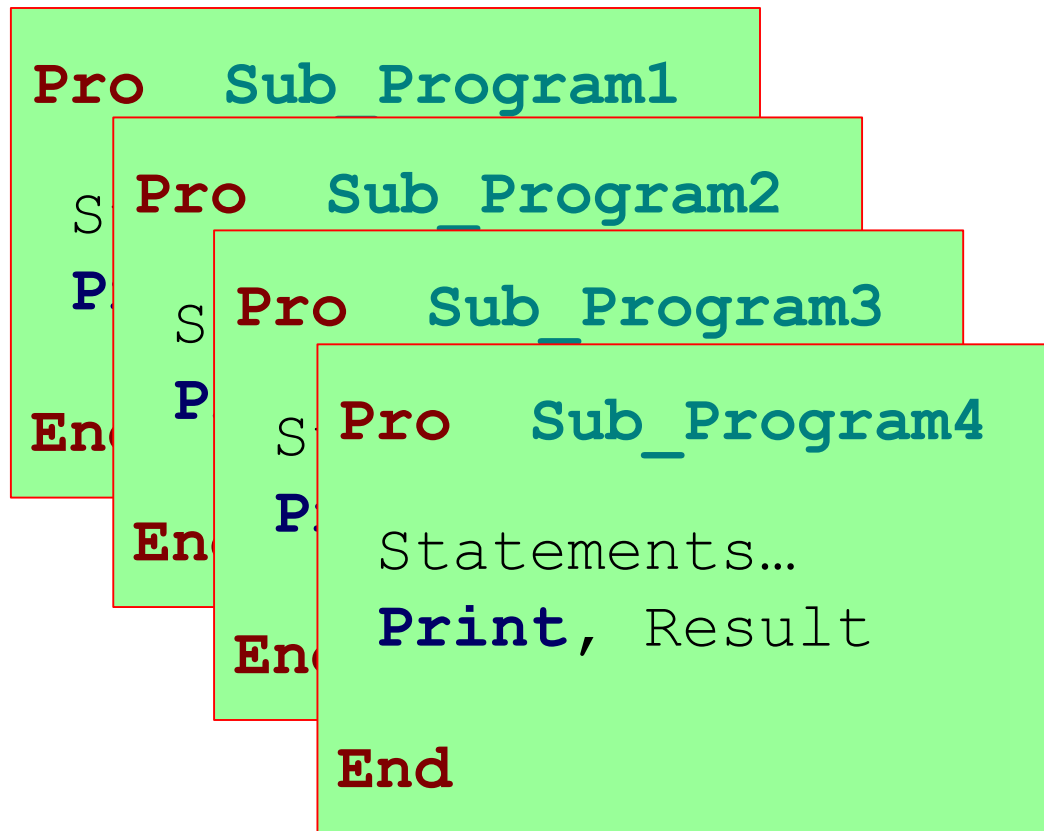 Pro Sub_Program1
Pro Sub_Program2
Pro Sub_Program3
Pro Sub_Program4
Statements…
Print, Result
End